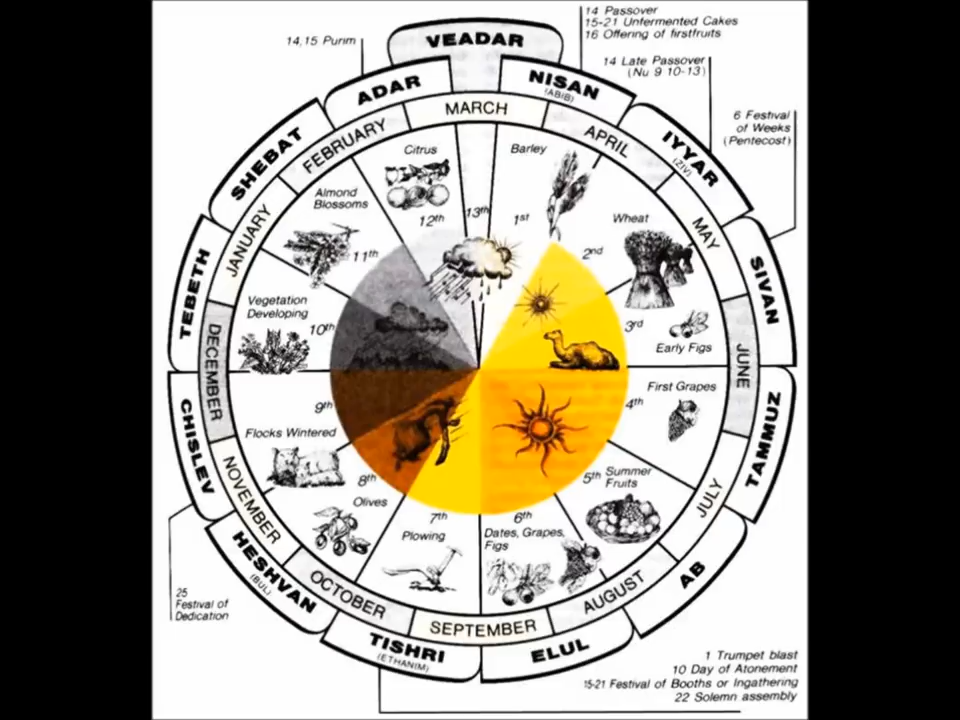 14 Passover
15-21 Unfermented Cakes
16 Offering of firstfruits
14,15 Purim
14 Late Passover
(Nu 9 10-13)
6 Festival
of Weeks
(Pentecost)
VEADAR
NISAN
(ABIB)
IYYAR
(ZIV)
SIVAN
TAMMUZ
AB
ELUL
TISHRI
(ETHANIM)
HESHVAN
(BUL)
CHISLEV
TEBETH
SHEBAT
ADAR
MARCH
APRIL
MAY
JUNE
JULY
AUGUST
SEPTEMBER
OCTOBER
NOVEMBER
DECEMBER
JANUARY
FEBRUARY
13th
Barley
1st
Wheat
2nd
3rd
Early Figs
First Grapes
4th
5th Summer
Fruits
6th
Dates, Grapes,
Figs
7th
Plowing
8th
Olives
9th
Flocks Wintered
Vegetation
Developing
10th
Almond
Blossoms
11th
Citrus
12th
25
Festival of
Dedication
1 Trumpet blast
10 Day of Atonement
15-21 Festival of Booths or Ingathering
22 Solemn assembly